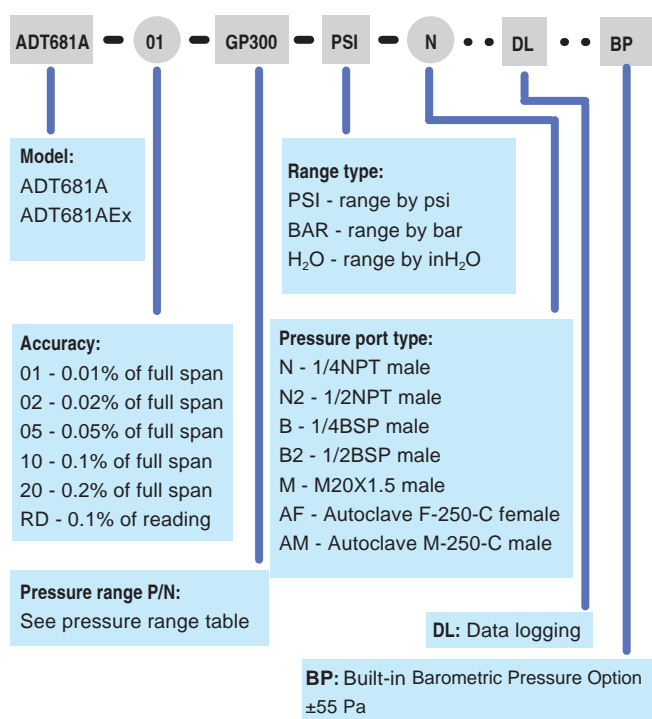 ADT681A – 01 – GP300 – PSI – N • • DL • • BP
Model:
ADT681A
ADT681AEx
Range type:
PSI - range by psi
BAR - range by bar
H₂O - range by inH₂O
Accuracy:
01 - 0.01% of full span
02 - 0.02% of full span
05 - 0.05% of full span
10 - 0.1% of full span
20 - 0.2% of full span
RD - 0.1% of reading
Pressure port type:
N - 1/4NPT male
N2 - 1/2NPT male
B - 1/4BSP male
B2 - 1/2BSP male
M - M20X1.5 male
AF - Autoclave F-250-C female
AM - Autoclave M-250-C male
Pressure range P/N:
See pressure range table
DL: Data logging
BP: Built-in Barometric Pressure Option
±55 Pa